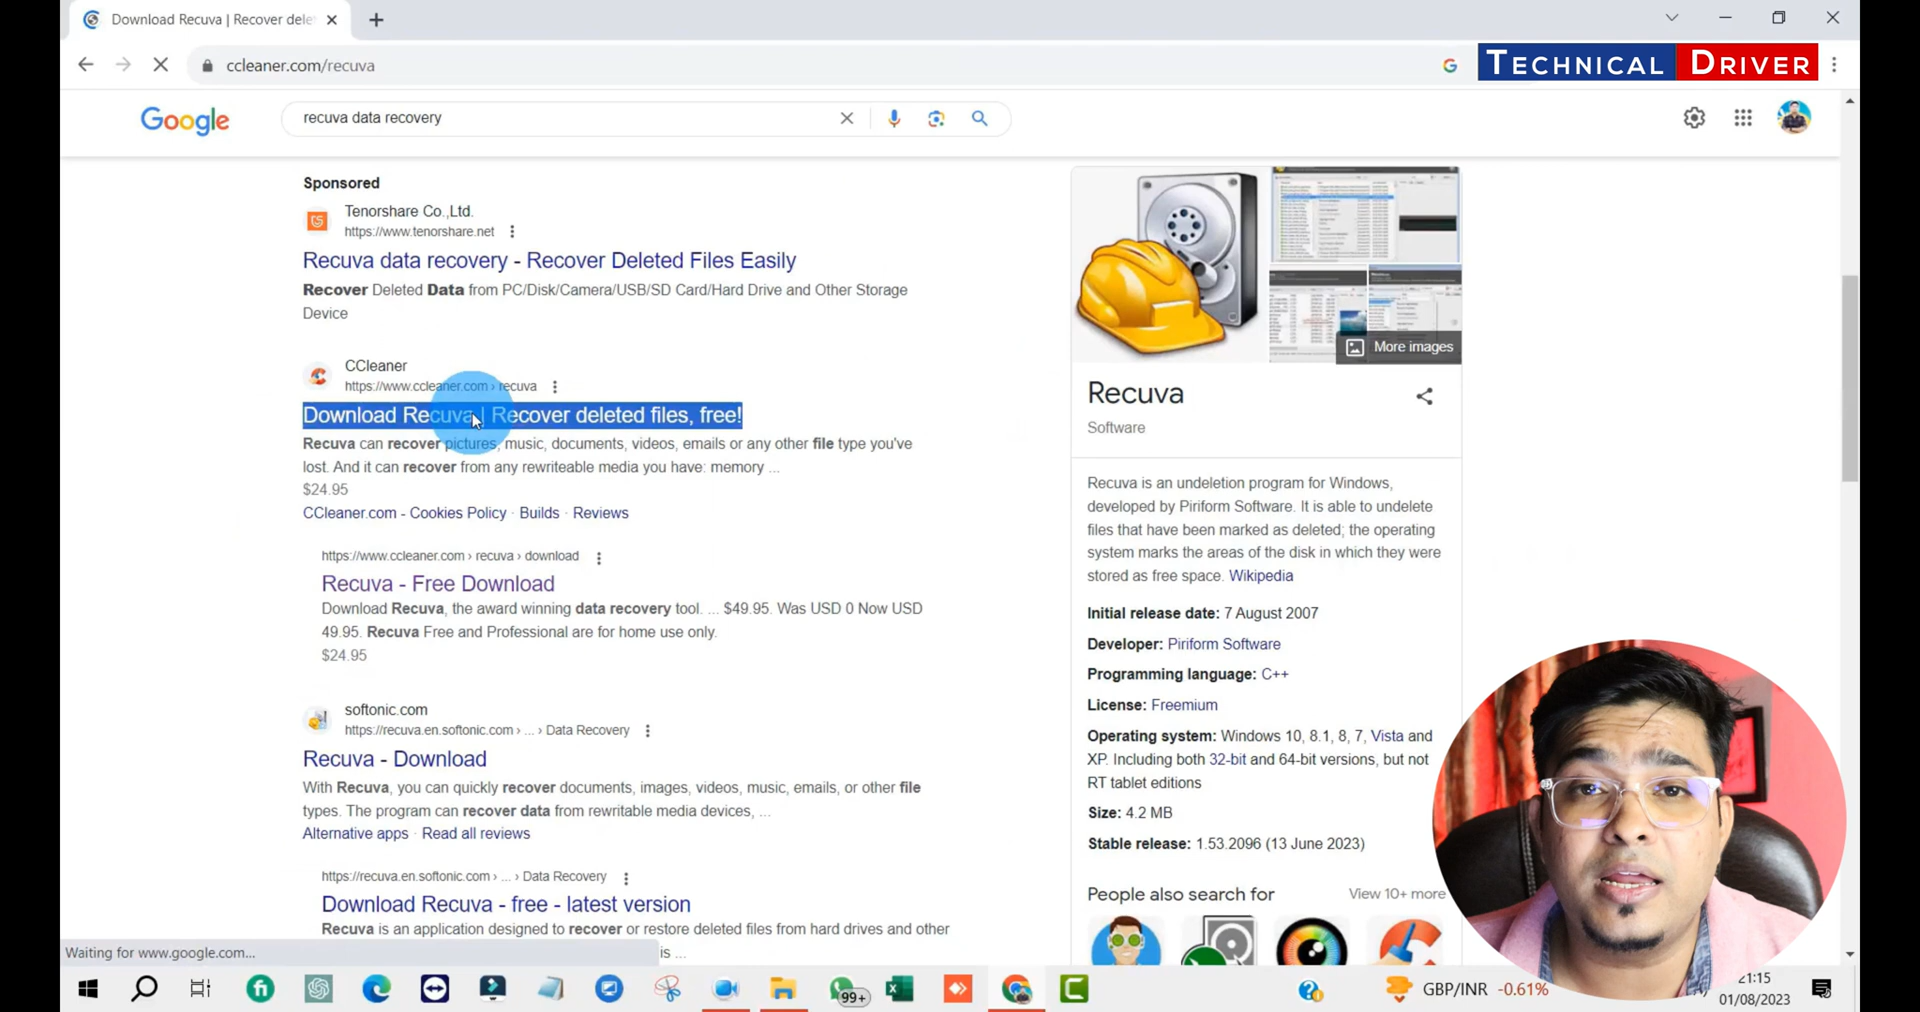 Download Recuva | Recover dele
ccleaner.com/recuva
TECHNICAL DRIVER
Google
recuva data recovery
Sponsored
Tenorshare Co.,Ltd.
https://www.tenorshare.net
Recuva data recovery - Recover Deleted Files Easily
Recover Deleted Data from PC/Disk/Camera/USB/SD Card/Hard Drive and Other Storage
Device
CCleaner
https://www.ccleaner.com › recuva
Download Recuva | Recover deleted files, free!
Recuva can recover pictures, music, documents, videos, emails or any other file type you've
lost. And it can recover from any rewriteable media you have: memory ...
$24.95
CCleaner.com - Cookies Policy · Builds · Reviews
https://www.ccleaner.com › recuva › download
Recuva - Free Download
Download Recuva, the award winning data recovery tool. ... $49.95. Was USD 0 Now USD
49.95. Recuva Free and Professional are for home use only.
$24.95
softonic.com
https://recuva.en.softonic.com › ... › Data Recovery
Recuva - Download
With Recuva, you can quickly recover documents, images, videos, music, emails, or other file
types. The program can recover data from rewritable media devices, ...
Alternative apps · Read all reviews
https://recuva.en.softonic.com › ... › Data Recovery
Download Recuva - free - latest version
Recuva is an application designed to recover or restore deleted files from hard drives and other
is ...
Waiting for www.google.com...
More images
Recuva
Software
Recuva is an undeletion program for Windows,
developed by Piriform Software. It is able to undelete
files that have been marked as deleted; the operating
system marks the areas of the disk in which they were
stored as free space. Wikipedia
Initial release date: 7 August 2007
Developer: Piriform Software
Programming language: C++
License: Freemium
Operating system: Windows 10, 8.1, 8, 7, Vista and
XP. Including both 32-bit and 64-bit versions, but not
RT tablet editions
Size: 4.2 MB
Stable release: 1.53.2096 (13 June 2023)
People also search for
View 10+ more
99+
GBP/INR -0.61%
21:15
01/08/2023